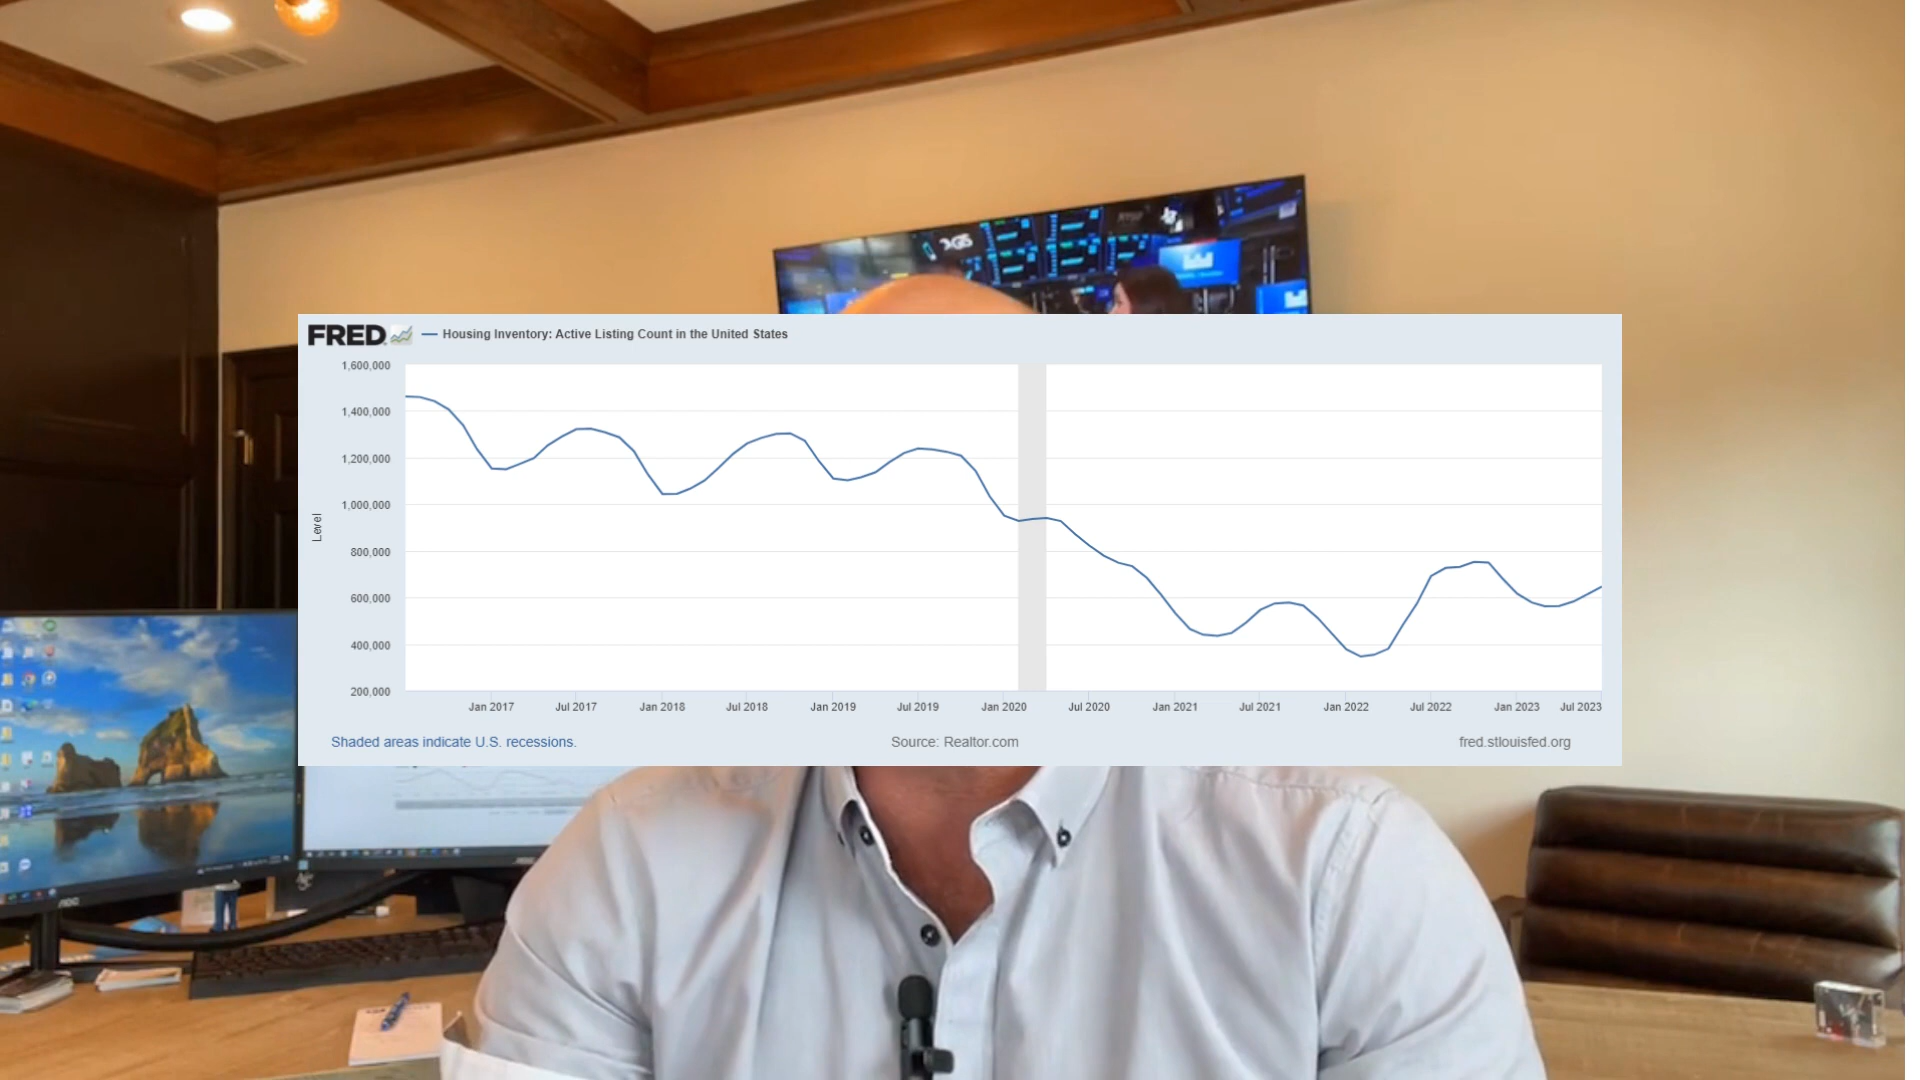 FRED
Housing Inventory: Active Listing Count in the United States
1,600,000
1,400,000
1,200,000
1,000,000
800,000
600,000
400,000
200,000
Level
Jan 2017 Jul 2017 Jan 2018 Jul 2018 Jan 2019 Jul 2019 Jan 2020 Jul 2020 Jan 2021 Jul 2021 Jan 2022 Jul 2022 Jan 2023 Jul 2023
Shaded areas indicate U.S. recessions.
Source: Realtor.com
fred.stlouisfed.org